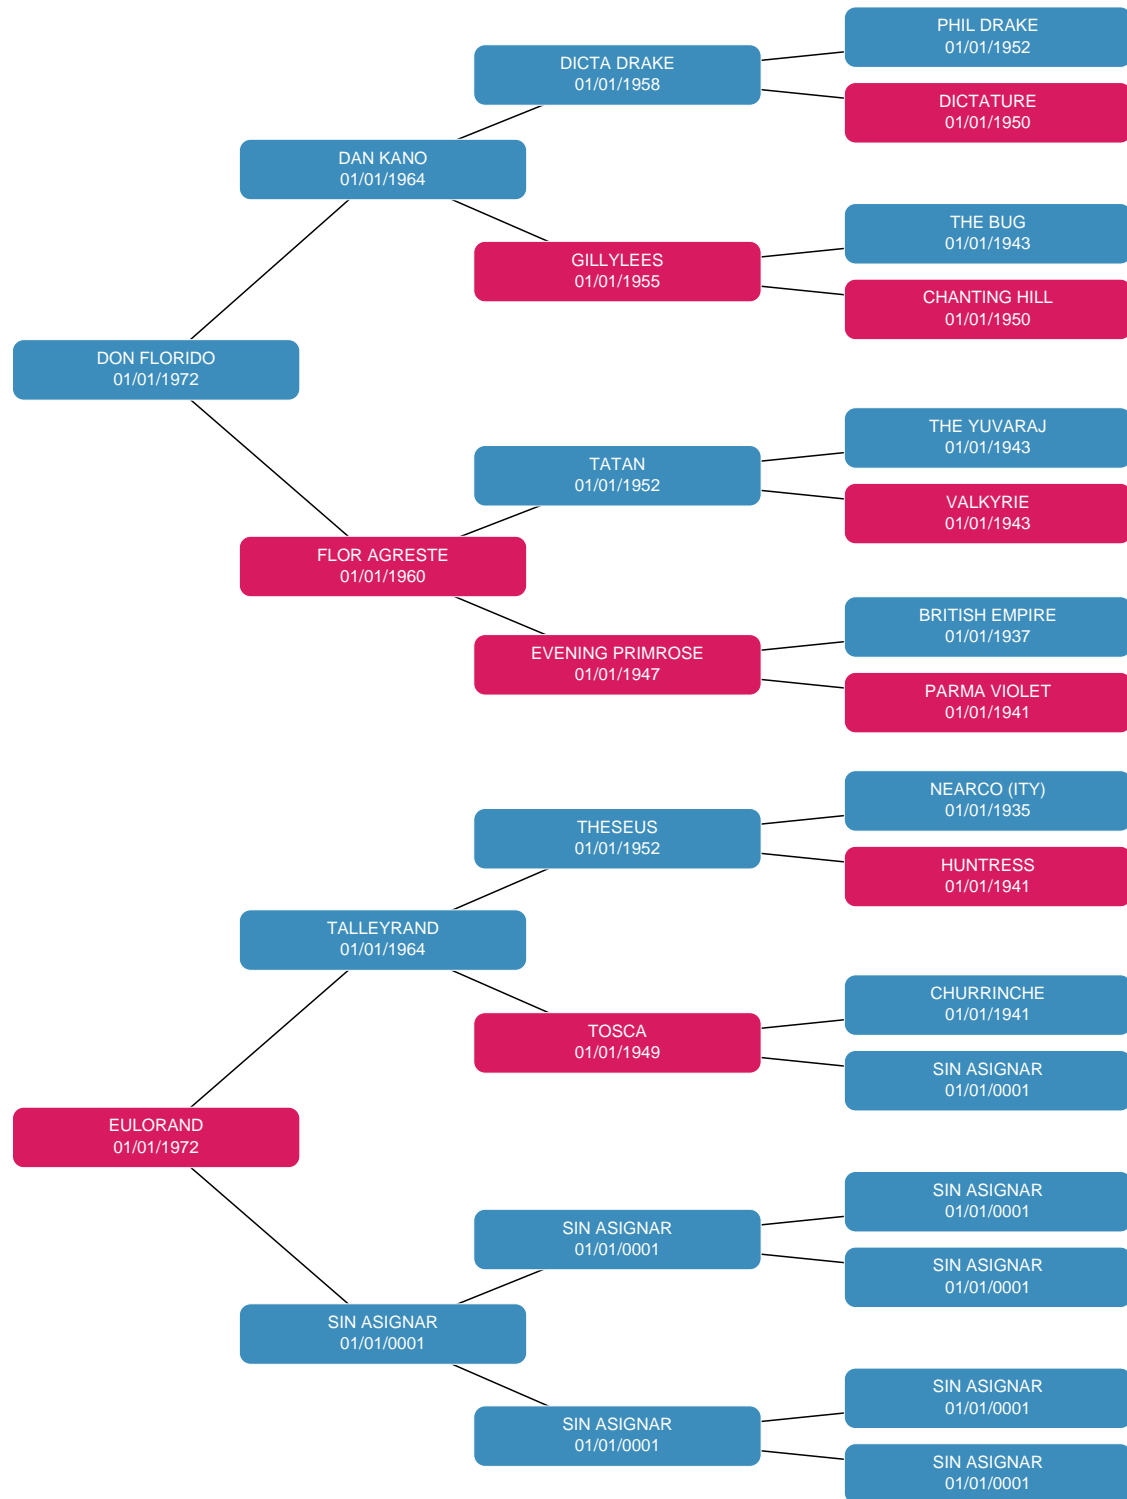 PHIL DRAKE
01/01/1952
DICTA DRAKE
01/01/1958
DICTATURE
01/01/1950
DAN KANO
01/01/1964
THE BUG
01/01/1943
GILLYLEES
01/01/1955
CHANTING HILL
01/01/1950
DON FLORIDO
01/01/1972
THE YUVARAJ
01/01/1943
TATAN
01/01/1952
VALKYRIE
01/01/1943
FLOR AGRESTE
01/01/1960
BRITISH EMPIRE
01/01/1937
EVENING PRIMROSE
01/01/1947
PARMA VIOLET
01/01/1941
NEARCO (ITY)
01/01/1935
THESEUS
01/01/1952
HUNTRESS
01/01/1941
TALLEYRAND
01/01/1964
CHURRINCHE
01/01/1941
TOSCA
01/01/1949
SIN ASIGNAR
01/01/0001
EULORAND
01/01/1972
SIN ASIGNAR
01/01/0001
SIN ASIGNAR
01/01/0001
SIN ASIGNAR
01/01/0001
SIN ASIGNAR
01/01/0001
SIN ASIGNAR
01/01/0001
SIN ASIGNAR
01/01/0001
SIN ASIGNAR
01/01/0001